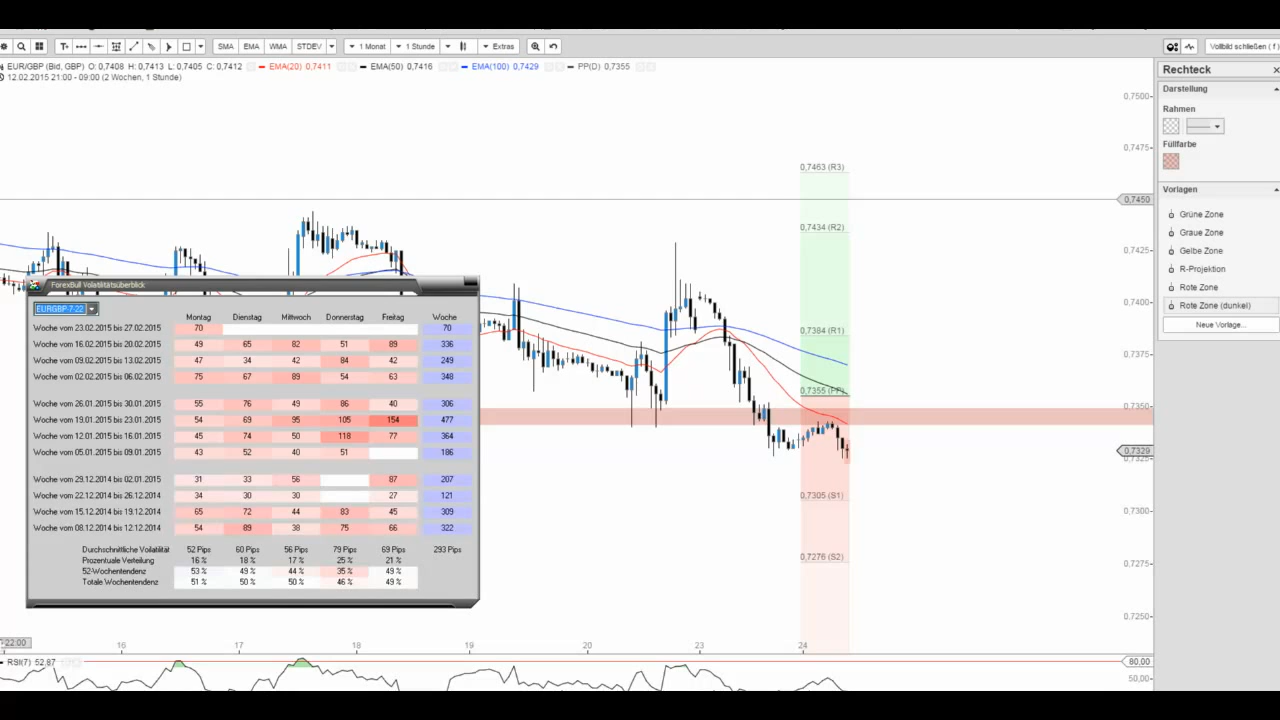 SMA EMA WMA STDEV 1 Monat 1 Stunde Extras Vollbild schließen ( f )
EUR/GBP (Bid, GBP) O: 0,7408 H: 0,7413 L: 0,7405 C: 0,7412 EMA(20) 0,7411 EMA(50) 0,7416 EMA(100) 0,7429 PP(D) 0,7355
12.02.2015 21:00 - 09:00 (2 Wochen, 1 Stunde)
Rechteck
Darstellung
Rahmen
Füllfarbe
Vorlagen
Grüne Zone
Graue Zone
Gelbe Zone
R-Projektion
Rote Zone
Rote Zone (dunkel)
Neue Vorlage...
0,7500
0,7475
0,7450
0,7425
0,7400
0,7375
0,7350
0,7329
0,7300
0,7275
0,7250
0,7463 (R3)
0,7434 (R2)
0,7384 (R1)
0,7355 (PP)
0,7305 (S1)
0,7276 (S2)
ForexBull Volatilitätsüberblick
EURGBP-7-22
Montag Dienstag Mittwoch Donnerstag Freitag Woche
Woche vom 23.02.2015 bis 27.02.2015 70 70
Woche vom 16.02.2015 bis 20.02.2015 49 65 82 51 89 336
Woche vom 09.02.2015 bis 13.02.2015 47 34 42 84 42 249
Woche vom 02.02.2015 bis 06.02.2015 75 67 89 54 63 348
Woche vom 26.01.2015 bis 30.01.2015 55 76 49 86 40 306
Woche vom 19.01.2015 bis 23.01.2015 54 69 95 105 154 477
Woche vom 12.01.2015 bis 16.01.2015 45 74 50 118 77 364
Woche vom 05.01.2015 bis 09.01.2015 43 52 40 51 186
Woche vom 29.12.2014 bis 02.01.2015 31 33 56 87 207
Woche vom 22.12.2014 bis 26.12.2014 34 30 30 27 121
Woche vom 15.12.2014 bis 19.12.2014 65 72 44 83 45 309
Woche vom 08.12.2014 bis 12.12.2014 54 89 38 75 66 322
Durchschnittliche Voilatilität 52 Pips 60 Pips 56 Pips 79 Pips 69 Pips 293 Pips
Prozentuale Verteilung 16 % 18 % 17 % 25 % 21 %
52-Wochentendenz 53 % 49 % 44 % 35 % 49 %
Totale Wochentendenz 51 % 50 % 50 % 46 % 49 %
22:00 16 17 18 19 20 23 24
RSI(7) 52,87
60,00
50,00